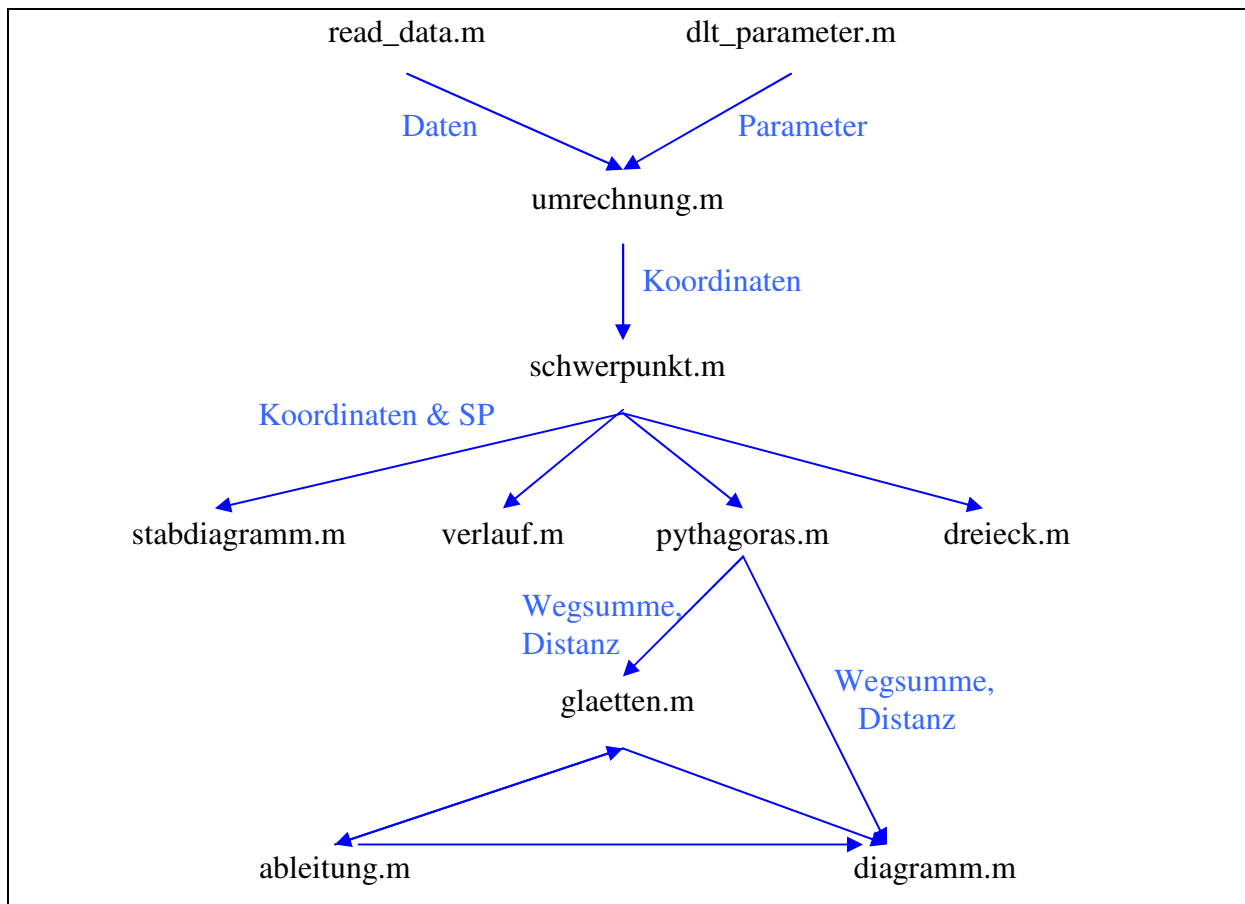 read_data.m dlt_parameter.m
Daten Parameter
umrechnung.m
Koordinaten
schwerpunkt.m
Koordinaten & SP
stabdiagramm.m verlauf.m pythagoras.m dreieck.m
Wegsumme,
Distanz
Wegsumme,
Distanz
glaetten.m
ableitung.m diagramm.m